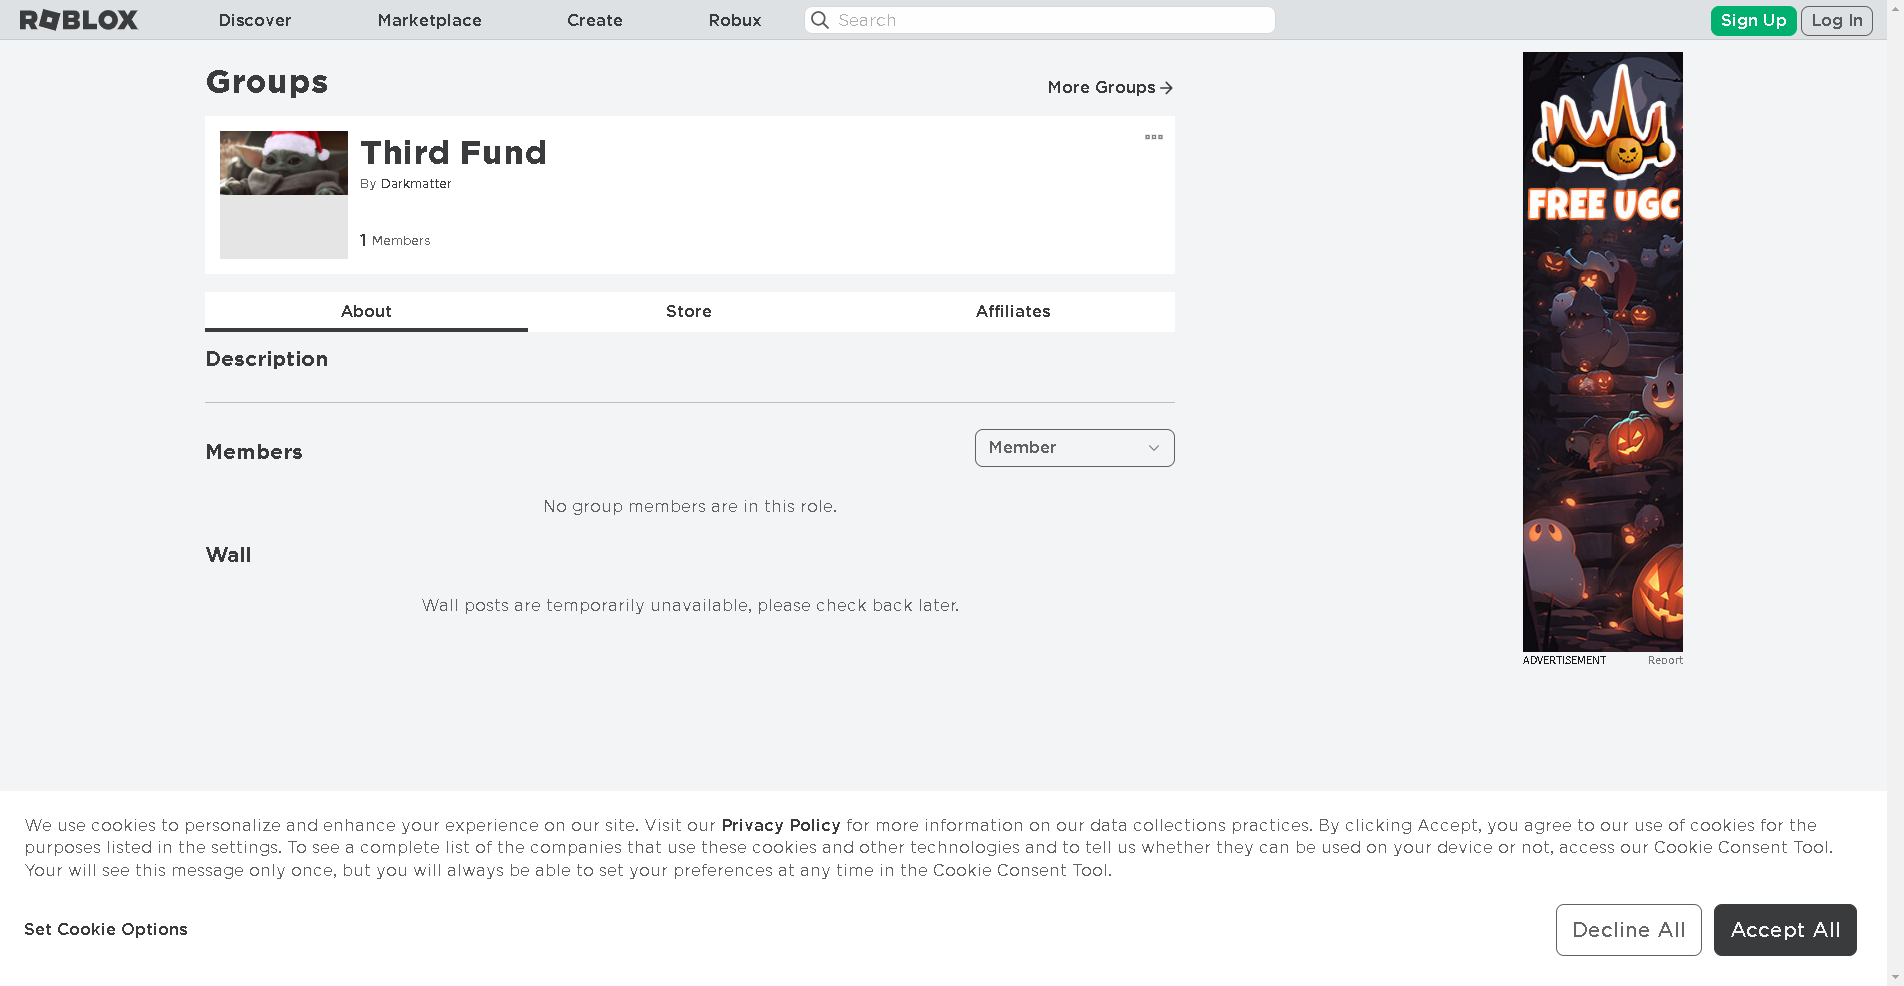 ROBLOX Discover Marketplace Create Robux Search Sign Up Log In
Groups
More Groups
Third Fund
By Darkmatter
1 Members
About Store Affiliates
Description
Members
Member
No group members are in this role.
Wall
Wall posts are temporarily unavailable, please check back later.
FREE UGC
ADVERTISEMENT Report
We use cookies to personalize and enhance your experience on our site. Visit our Privacy Policy for more information on our data collections practices. By clicking Accept, you agree to our use of cookies for the
purposes listed in the settings. To see a complete list of the companies that use these cookies and other technologies and to tell us whether they can be used on your device or not, access our Cookie Consent Tool.
Your will see this message only once, but you will always be able to set your preferences at any time in the Cookie Consent Tool.
Set Cookie Options
Decline All
Accept All